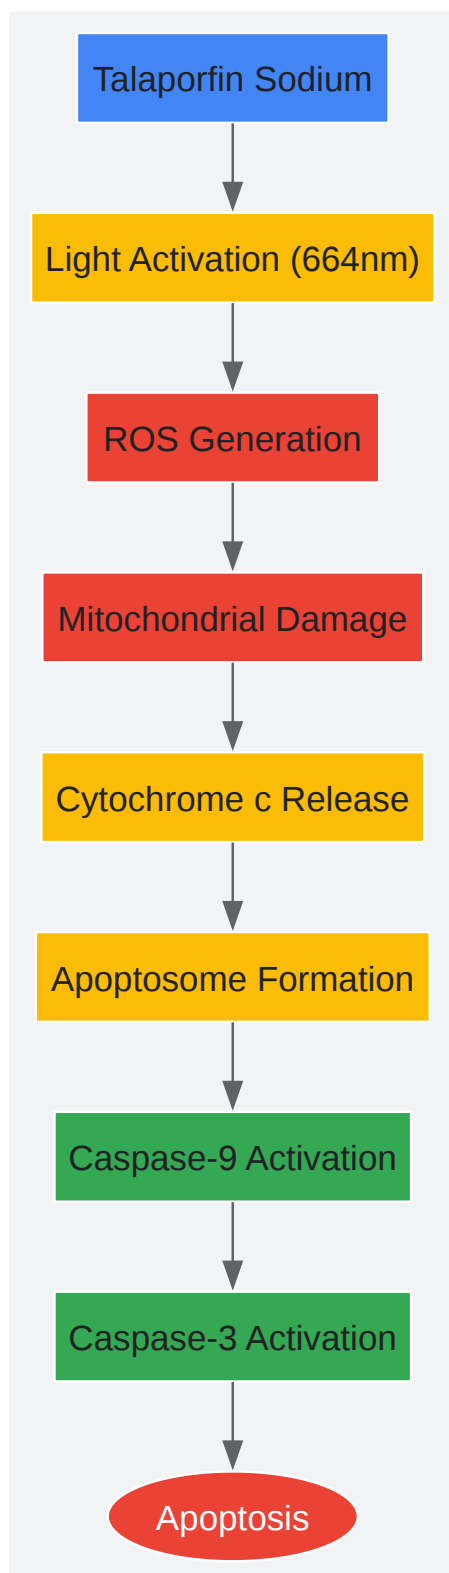 Talaporfin Sodium
Light Activation (664nm)
ROS Generation
Mitochondrial Damage
Cytochrome c Release
Apoptosome Formation
Caspase-9 Activation
Caspase-3 Activation
Apoptosis